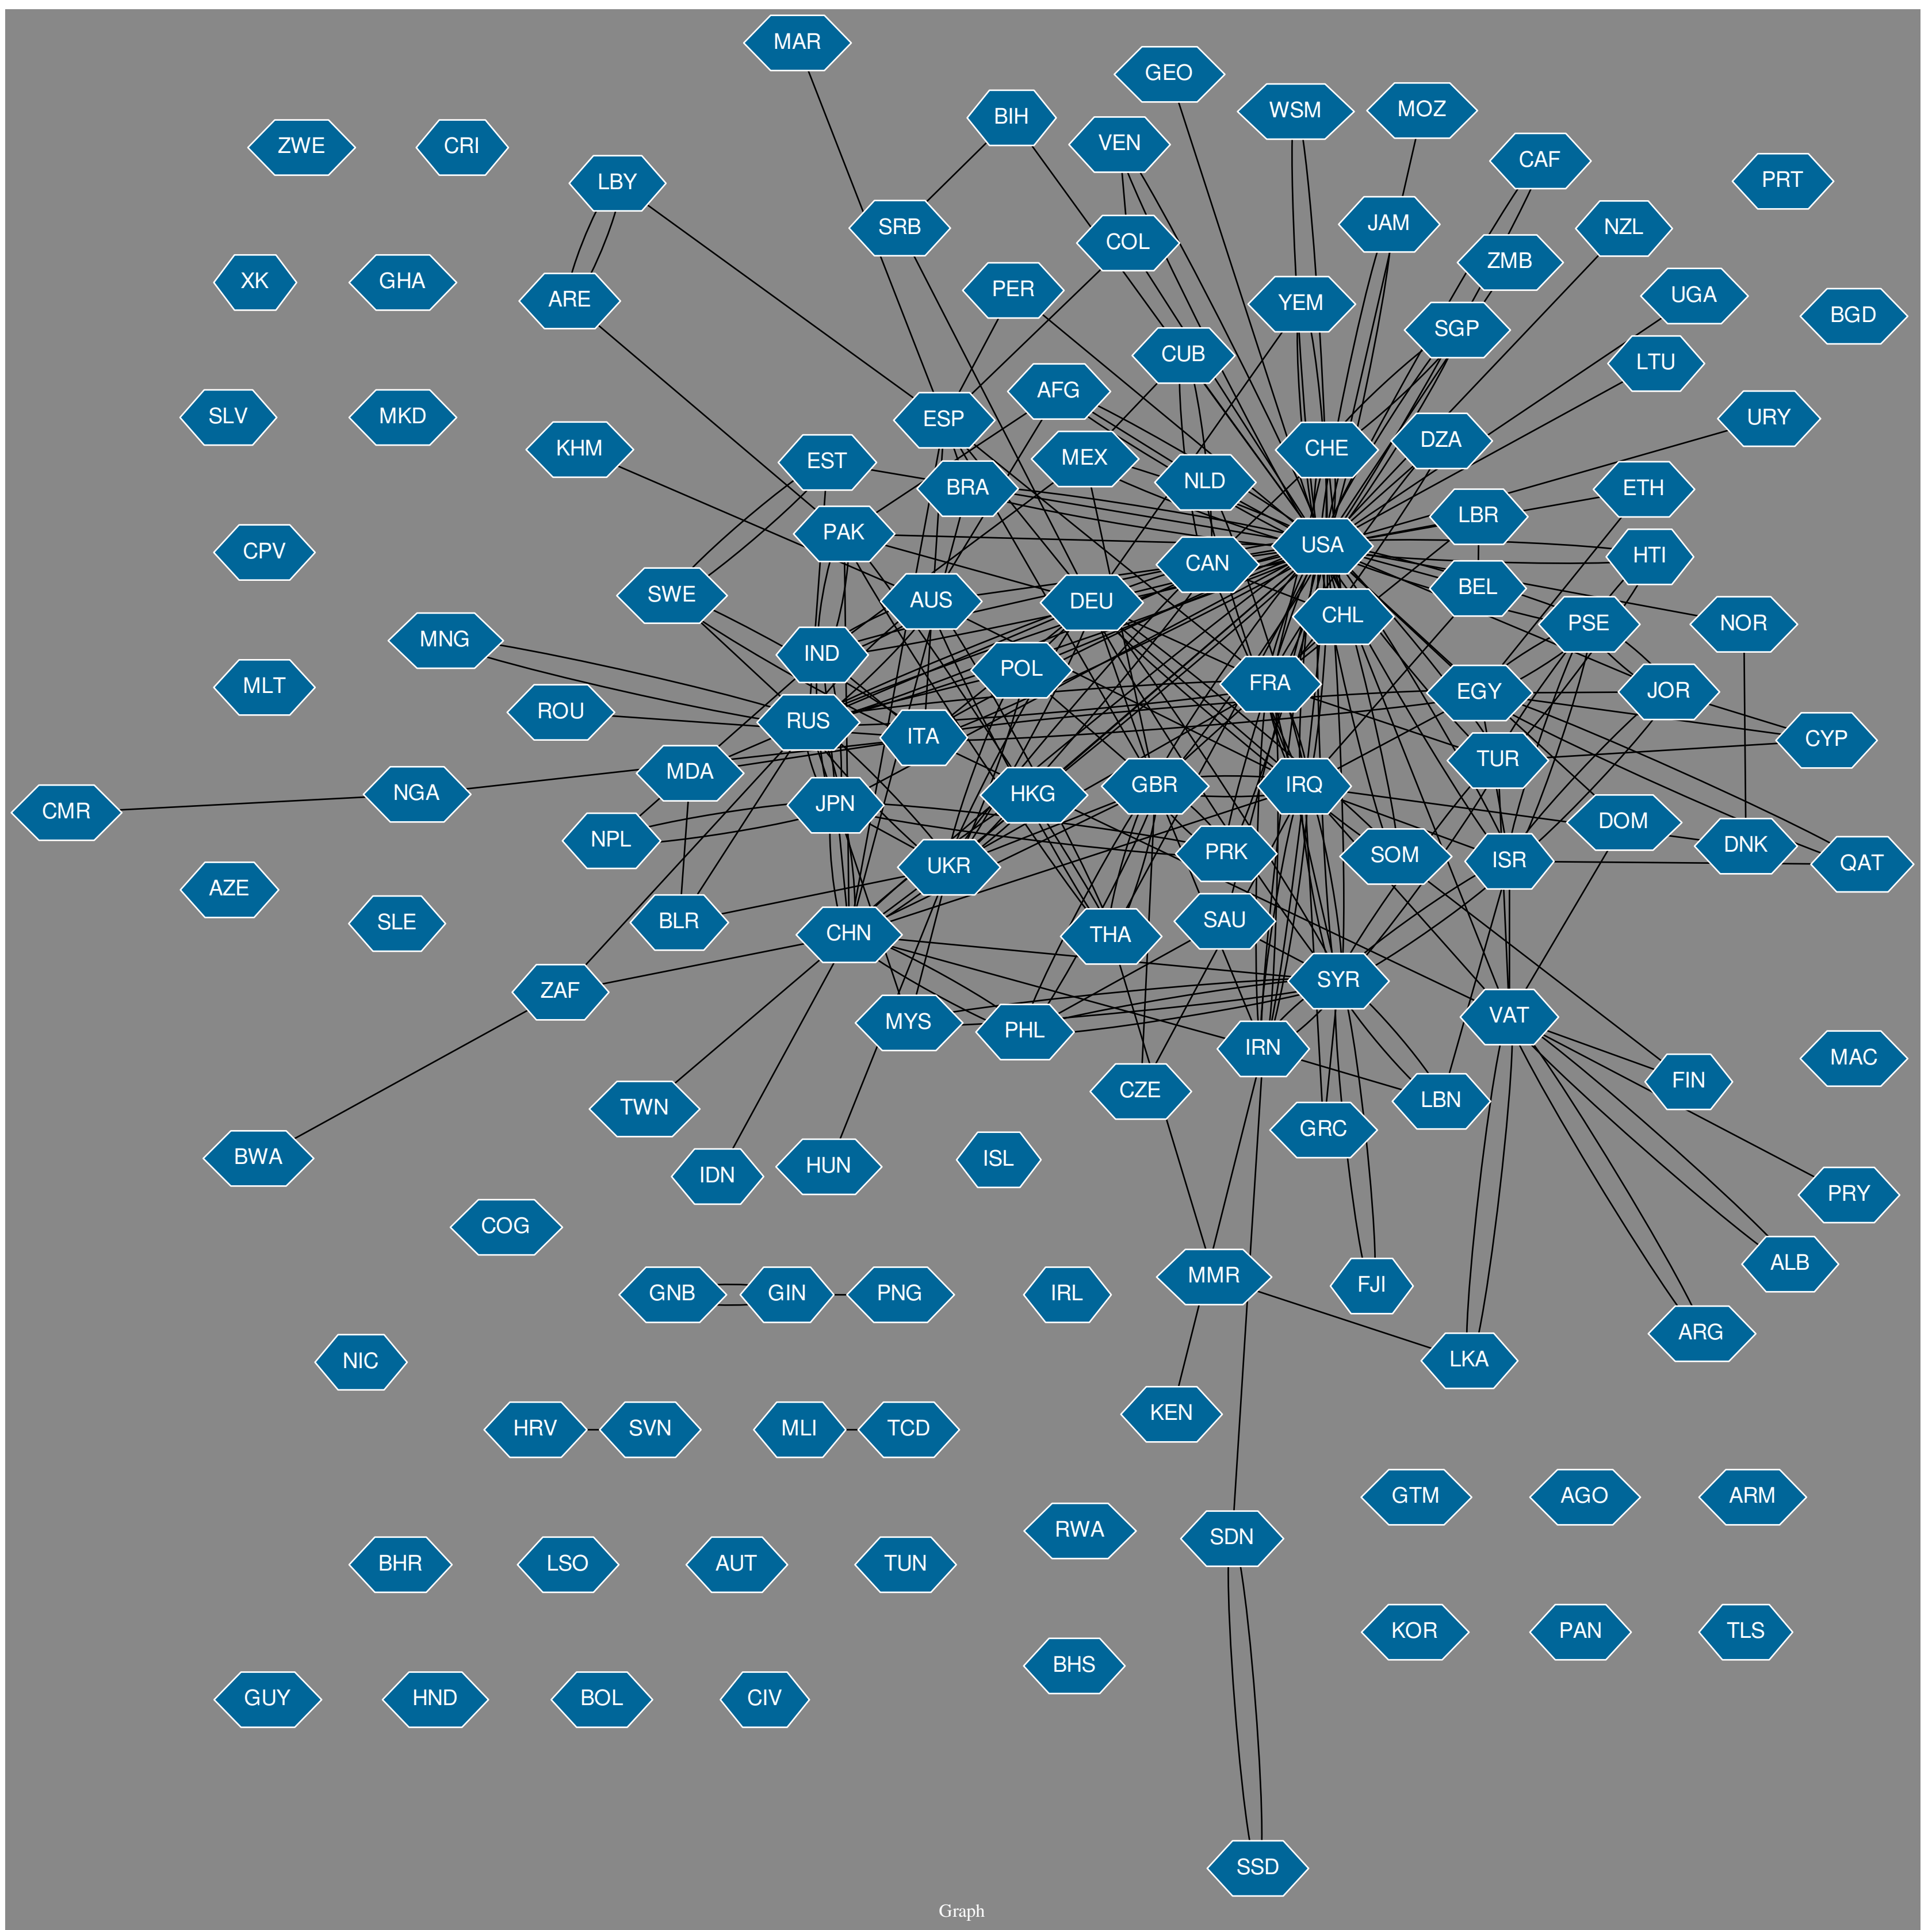 MAR
GEO
WSM
MOZ
BIH
VEN
ZWE
CRI
CAF
PRT
LBY
SRB
COL
JAM
NZL
ZMB
XK
GHA
ARE
PER
YEM
UGA
BGD
SGP
CUB
LTU
SLV
MKD
AFG
ESP
URY
KHM
EST
MEX
CHE
DZA
BRA
NLD
ETH
LBR
PAK
USA
CPV
CAN
HTI
SWE
AUS
DEU
BEL
CHL
MNG
IND
PSE
NOR
MLT
POL
FRA
EGY
JOR
ROU
RUS
ITA
CYP
MDA
TUR
CMR
NGA
JPN
HKG
GBR
IRQ
DOM
NPL
UKR
PRK
SOM
ISR
DNK
QAT
AZE
SLE
BLR
CHN
THA
SAU
ZAF
SYR
MYS
PHL
VAT
IRN
MAC
TWN
CZE
LBN
FIN
BWA
IDN
HUN
ISL
GRC
PRY
COG
ALB
GNB
GIN
PNG
IRL
MMR
FJI
NIC
ARG
LKA
HRV
SVN
MLI
TCD
KEN
GTM
AGO
ARM
RWA
SDN
BHR
LSO
AUT
TUN
KOR
PAN
TLS
BHS
GUY
HND
BOL
CIV
SSD
Graph